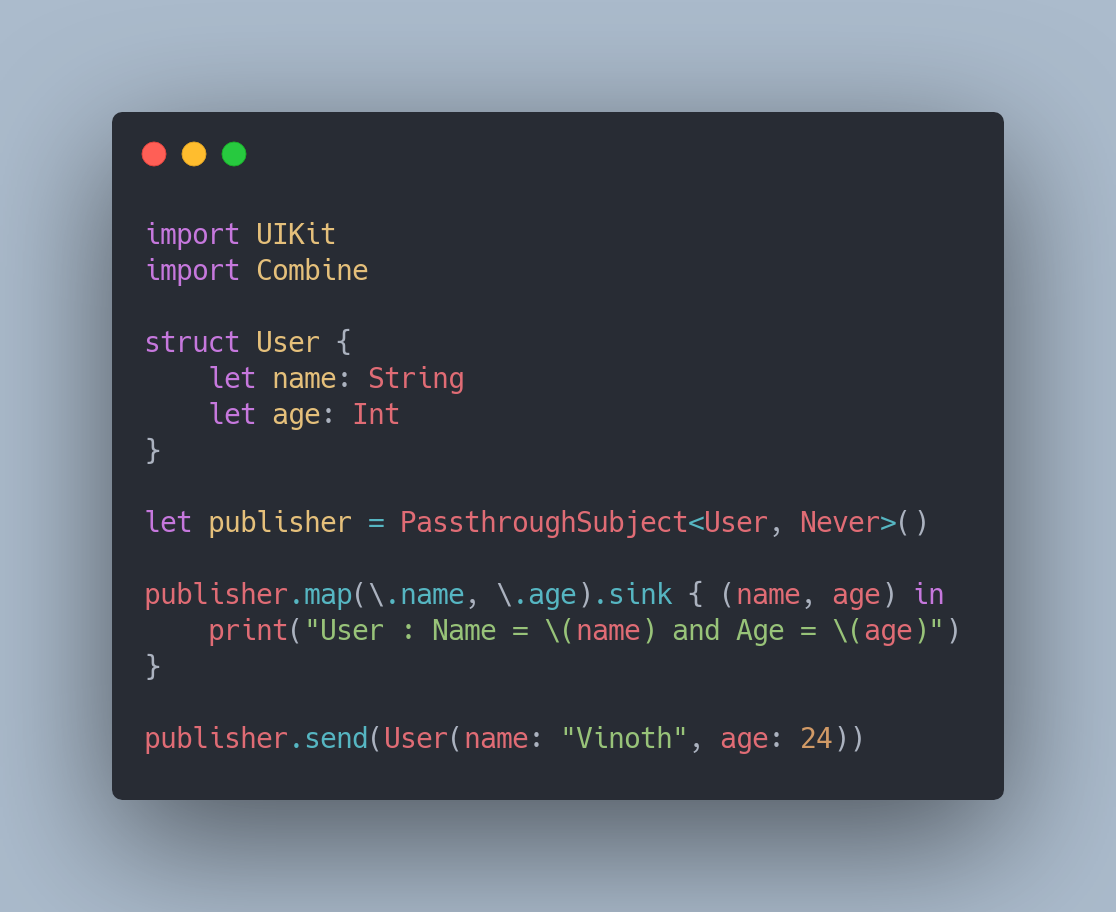 import UIKit
import Combine

struct User {
    let name: String
    let age: Int
}

let publisher = PassthroughSubject<User, Never>()

publisher.map(\.name, \.age).sink { (name, age) in
    print("User : Name = \(name) and Age = \(age)")
}

publisher.send(User(name: "Vinoth", age: 24))